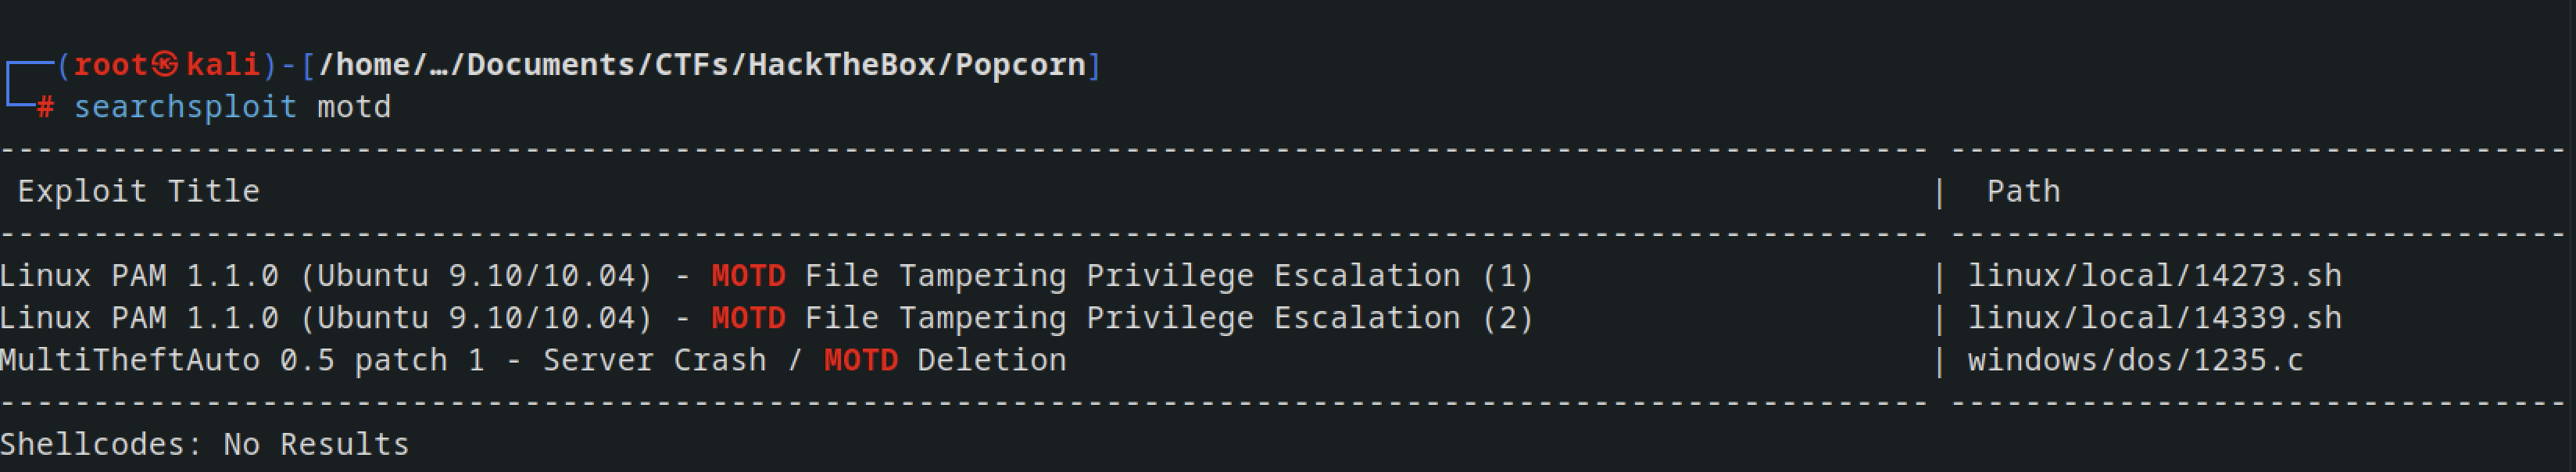 ┌──(root㉿kali)-[/home/…/Documents/CTFs/HackTheBox/Popcorn]
└─# searchsploit motd
------------------------------------------------------------------------------------------------------- ---------------------------------
 Exploit Title | Path
------------------------------------------------------------------------------------------------------- ---------------------------------
Linux PAM 1.1.0 (Ubuntu 9.10/10.04) - MOTD File Tampering Privilege Escalation (1) | linux/local/14273.sh
Linux PAM 1.1.0 (Ubuntu 9.10/10.04) - MOTD File Tampering Privilege Escalation (2) | linux/local/14339.sh
MultiTheftAuto 0.5 patch 1 - Server Crash / MOTD Deletion | windows/dos/1235.c
------------------------------------------------------------------------------------------------------- ---------------------------------
Shellcodes: No Results